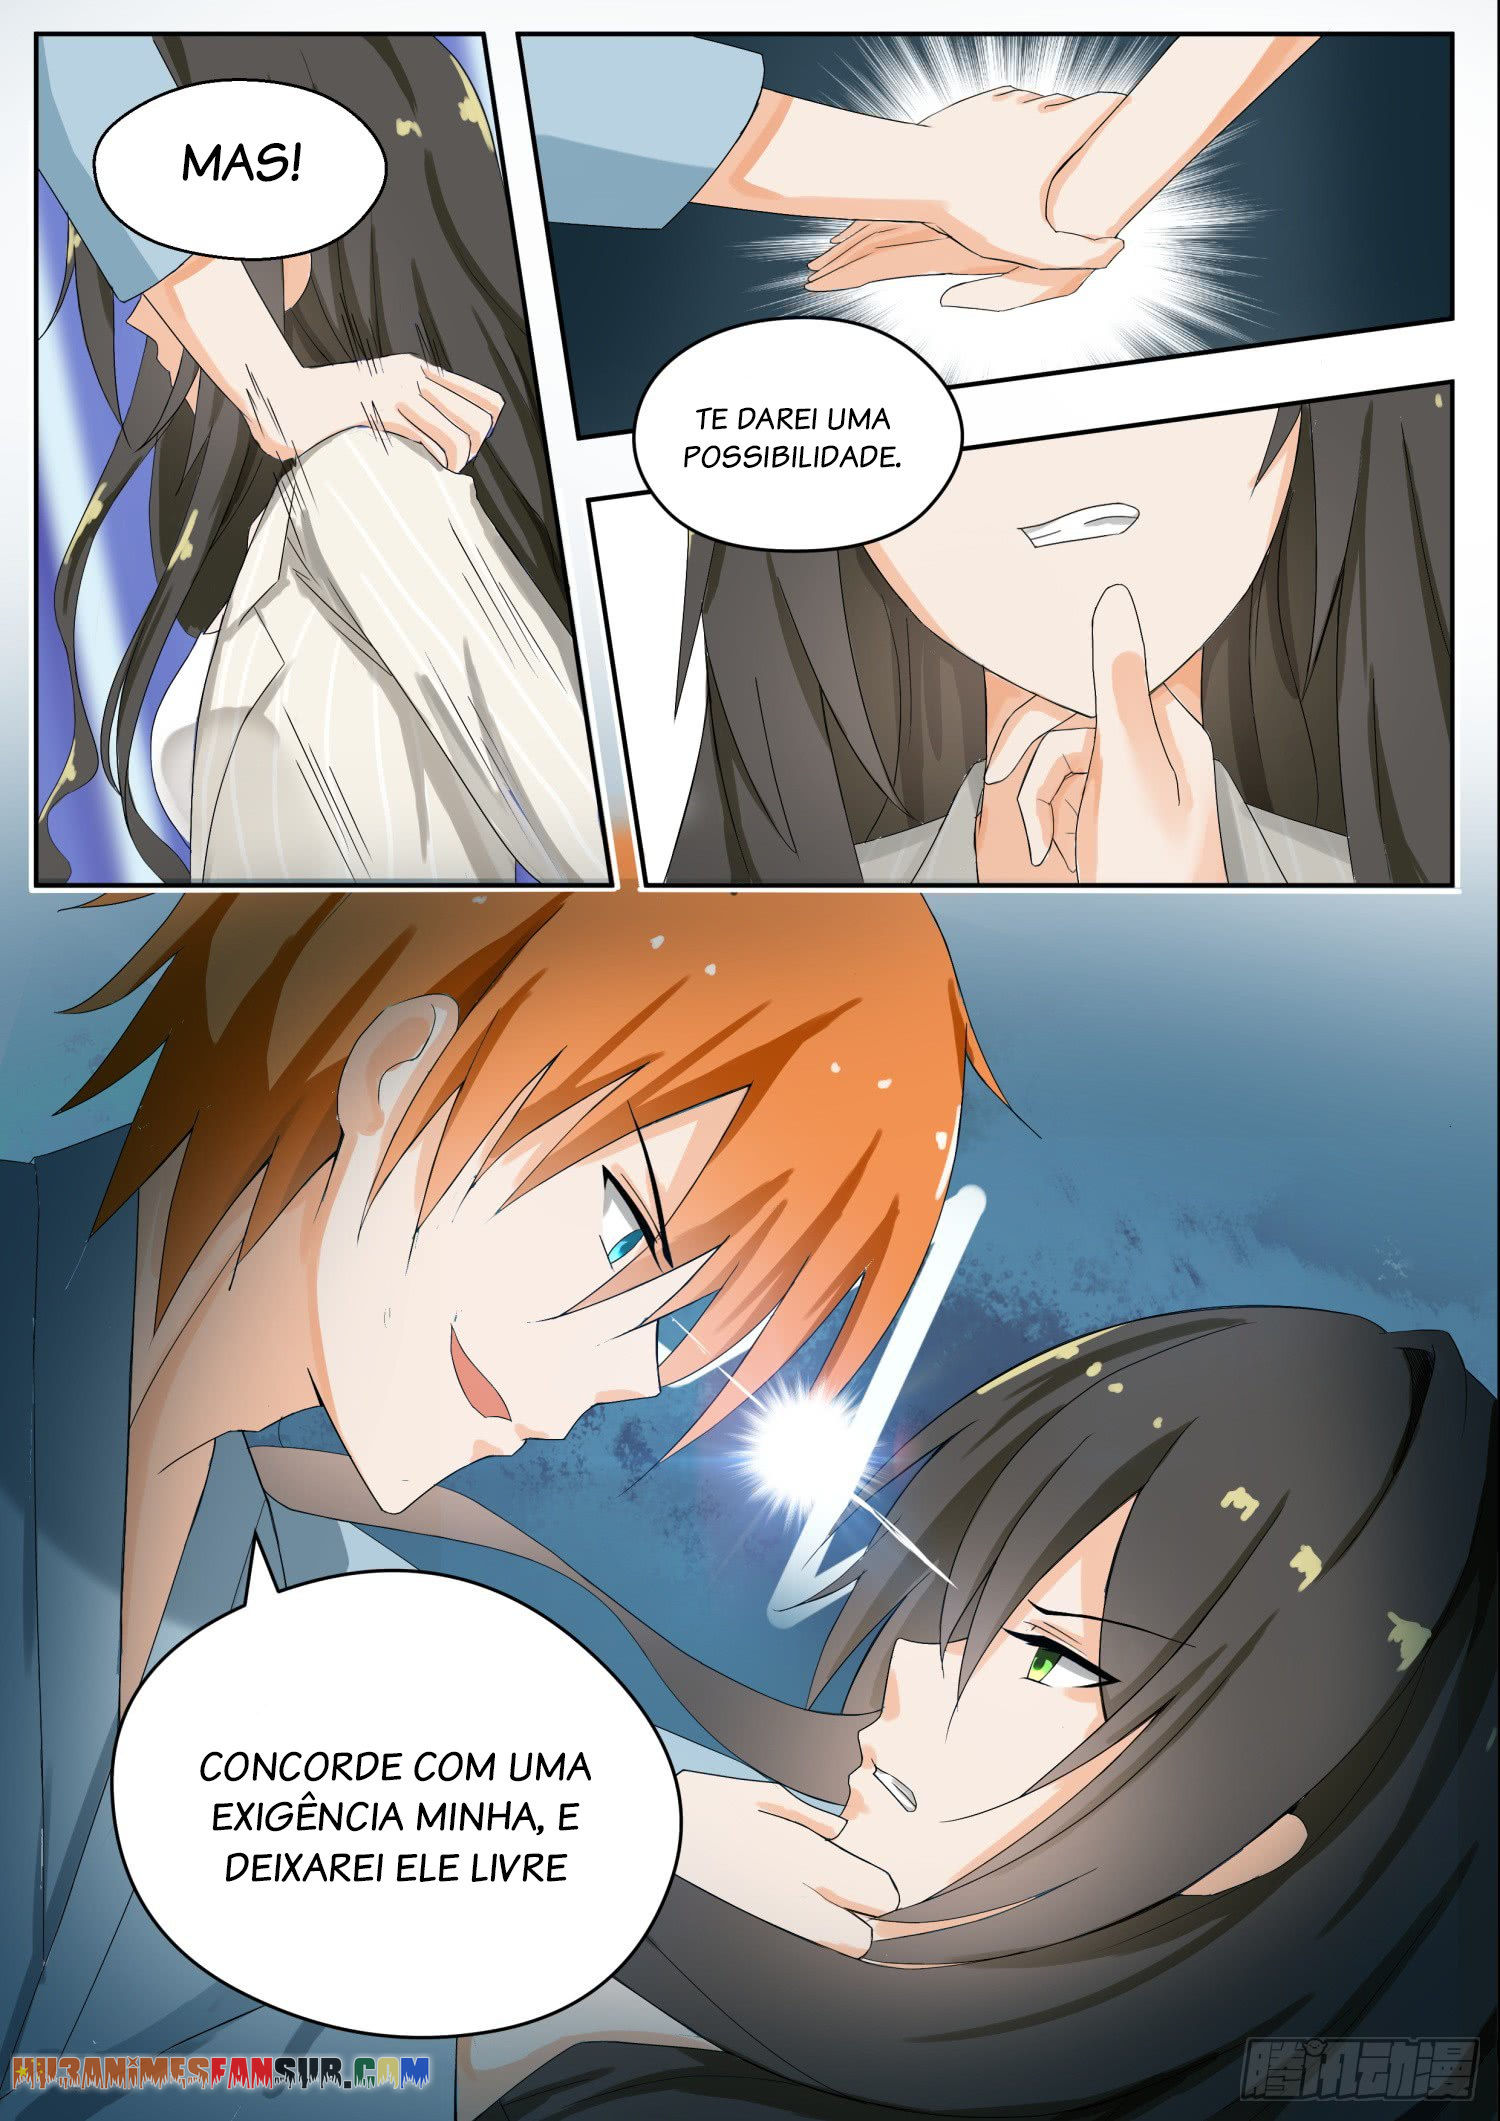 MAS!
TE DAREI UMA
POSSIBILIDADE.
CONCORDE COM UMA
EXIGÊNCIA MINHA, E
DEIXAREI ELE LIVRE
HU3ANIMESFANSUB.COM
腾讯动漫